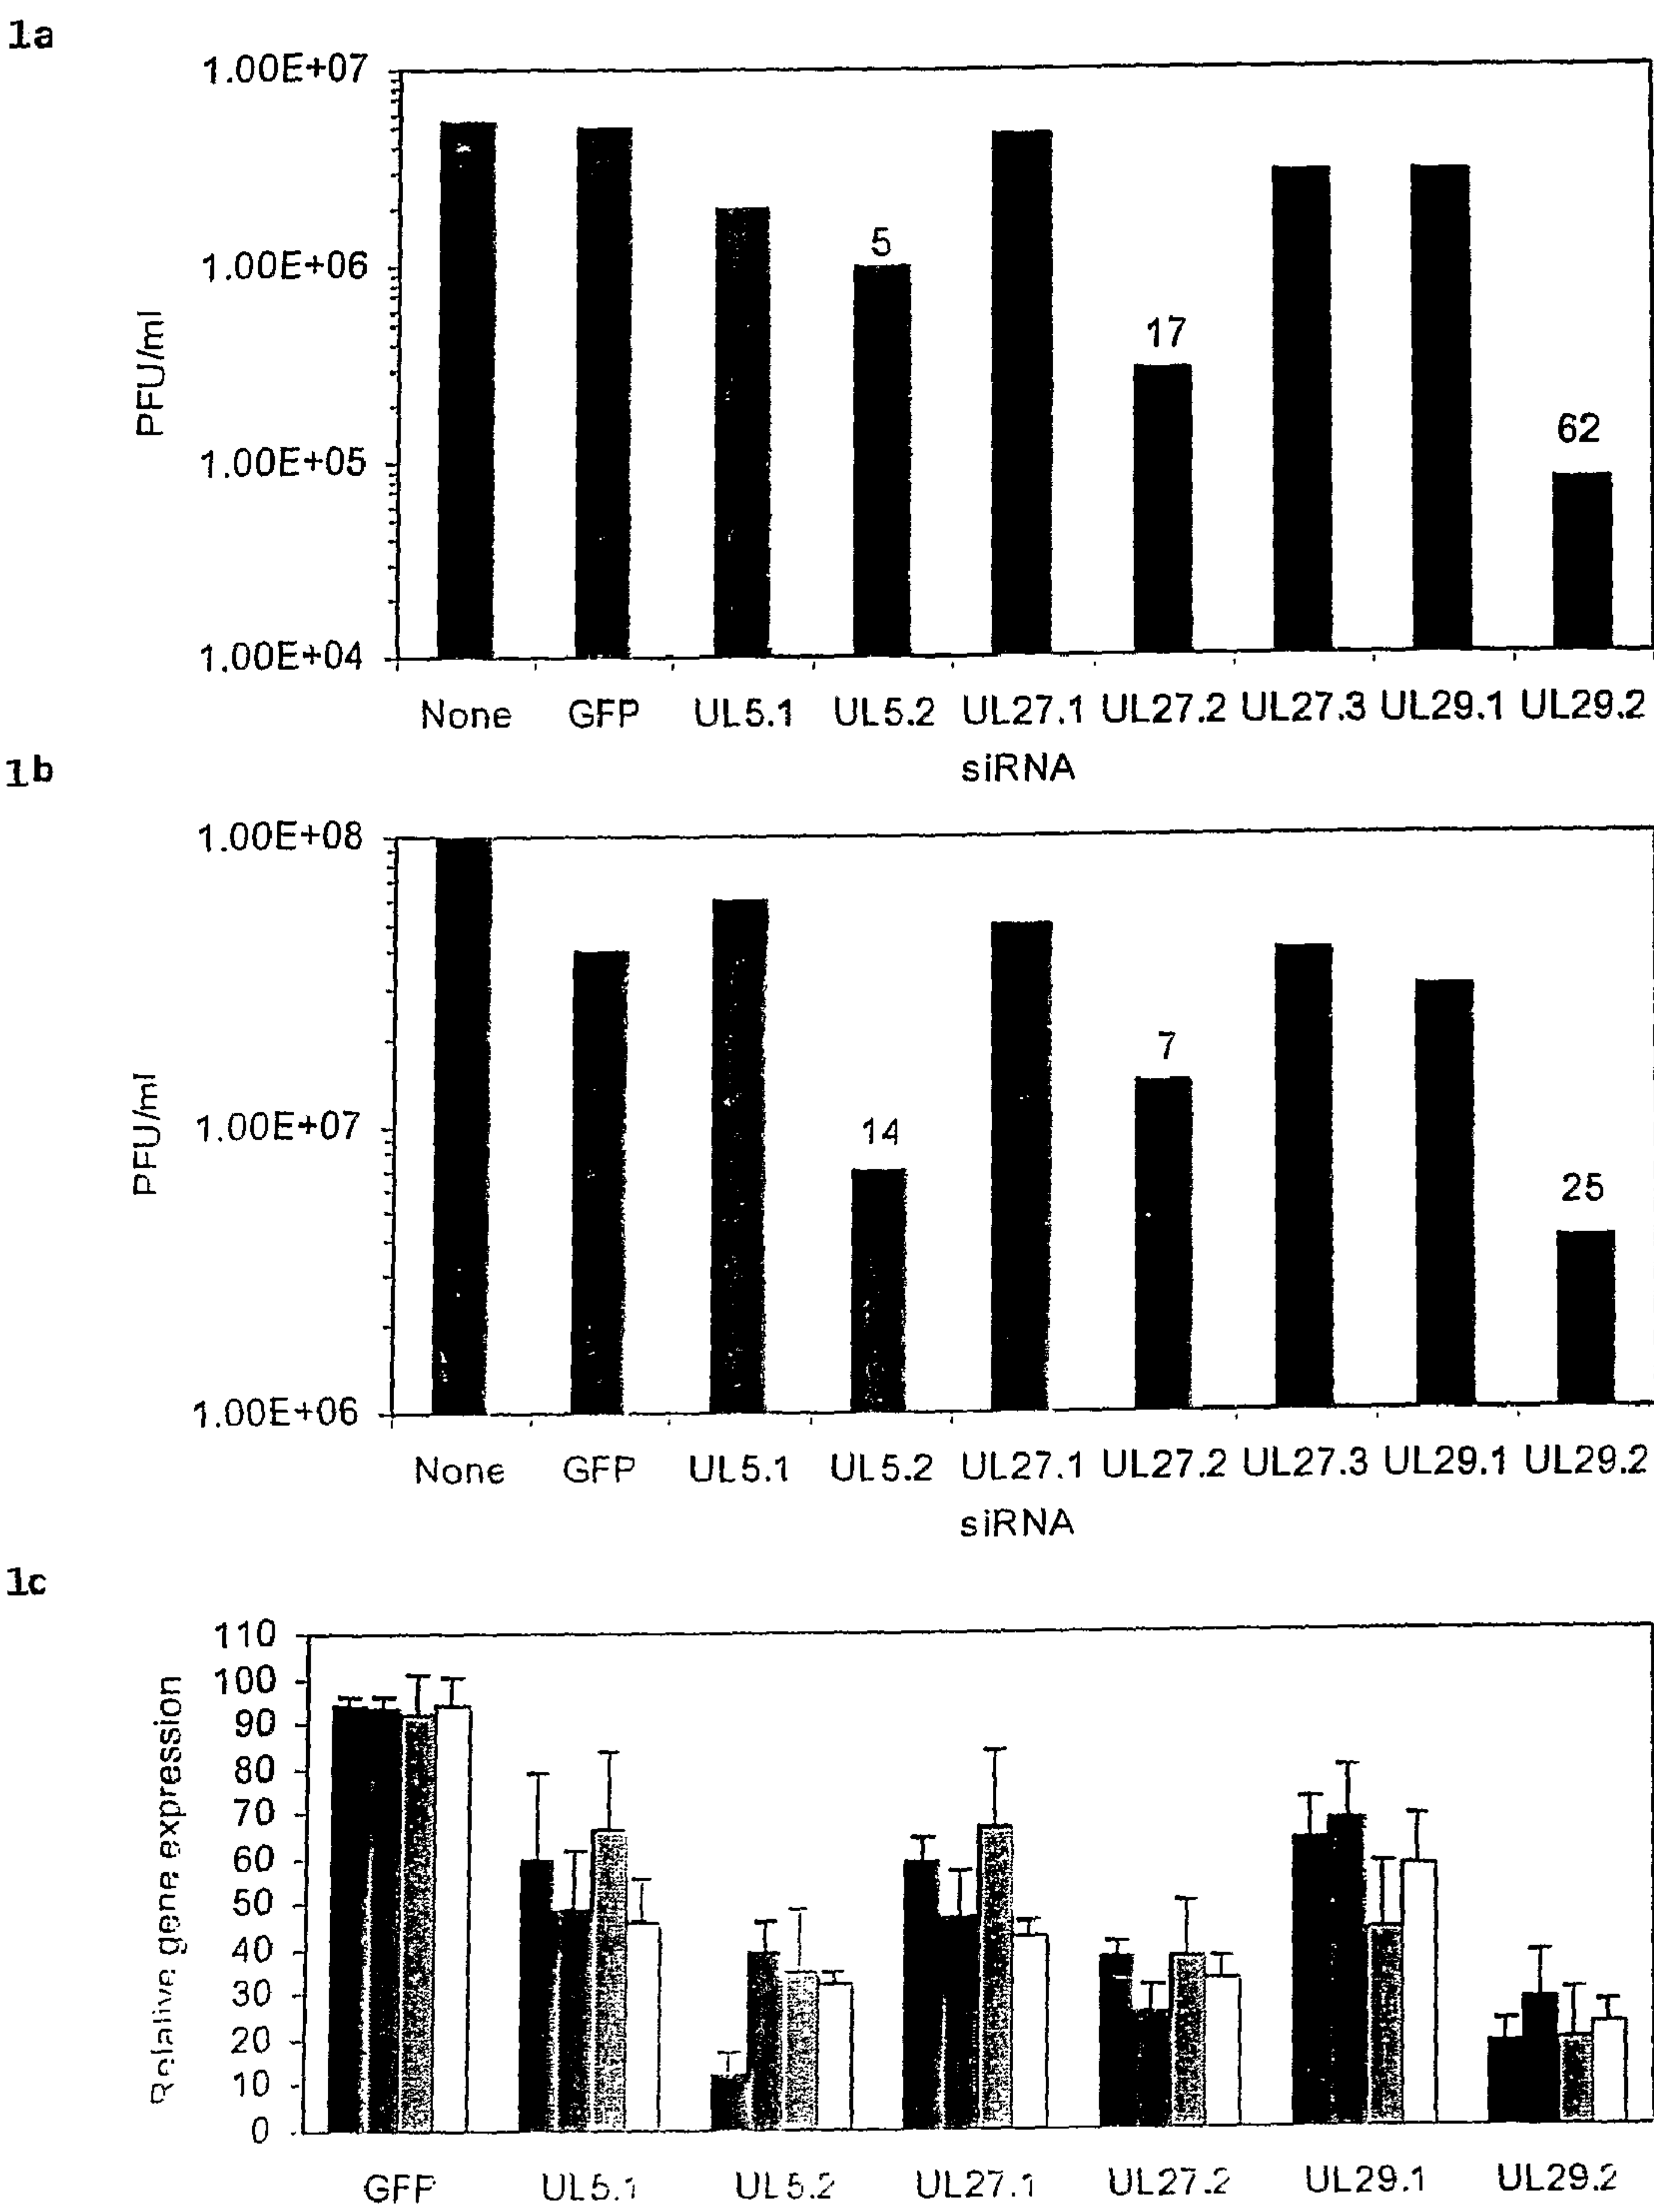 1a
1.00E+07
1.00E+06
1.00E+05
1.00E+04
PFU/ml
5
17
62
None GFP UL5.1 UL5.2 UL27.1 UL27.2 UL27.3 UL29.1 UL29.2
siRNA
1b
1.00E+08
1.00E+07
1.00E+06
PFU/ml
14
7
25
None GFP UL5.1 UL5.2 UL27.1 UL27.2 UL27.3 UL29.1 UL29.2
siRNA
1c
110
100
90
80
70
60
50
40
30
20
10
0
Relative gene expression
GFP UL5.1 UL5.2 UL27.1 UL27.2 UL29.1 UL29.2